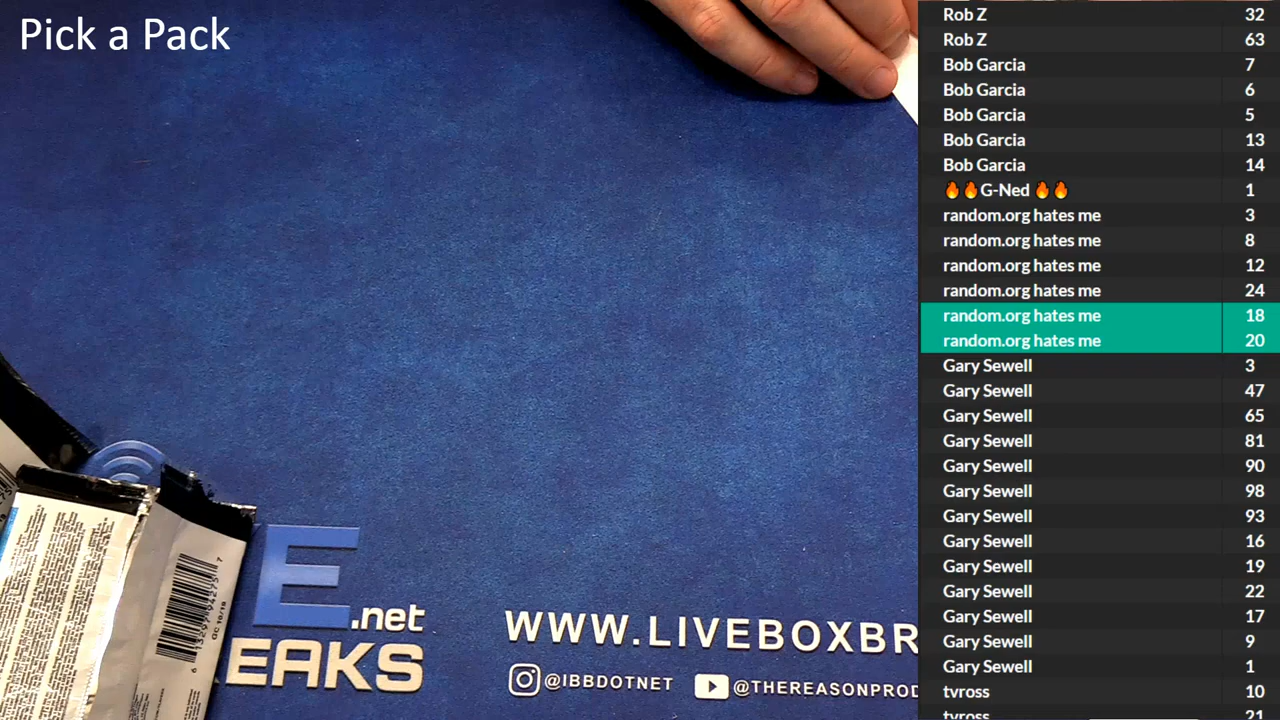 Pick a Pack
E.net
EAKS
WWW.LIVEBOXBR
@IBBDOTNET
@THEREASONPROD
Rob Z 32
Rob Z 63
Bob Garcia 7
Bob Garcia 6
Bob Garcia 5
Bob Garcia 13
Bob Garcia 14
🔥🔥G-Ned 🔥🔥 1
random.org hates me 3
random.org hates me 8
random.org hates me 12
random.org hates me 24
random.org hates me 18
random.org hates me 20
Gary Sewell 3
Gary Sewell 47
Gary Sewell 65
Gary Sewell 81
Gary Sewell 90
Gary Sewell 98
Gary Sewell 93
Gary Sewell 16
Gary Sewell 19
Gary Sewell 22
Gary Sewell 17
Gary Sewell 9
Gary Sewell 1
tvross 10
tvross 21